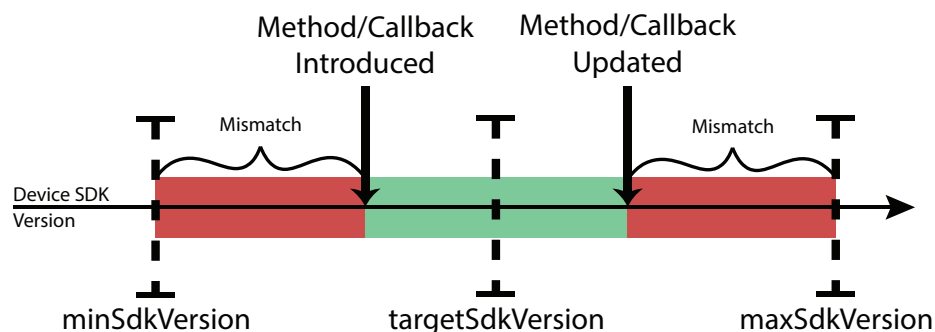 Method/Callback
Introduced
Method/Callback
Updated
Mismatch
Mismatch
Device SDK
Version
minSdkVersion
targetSdkVersion
maxSdkVersion